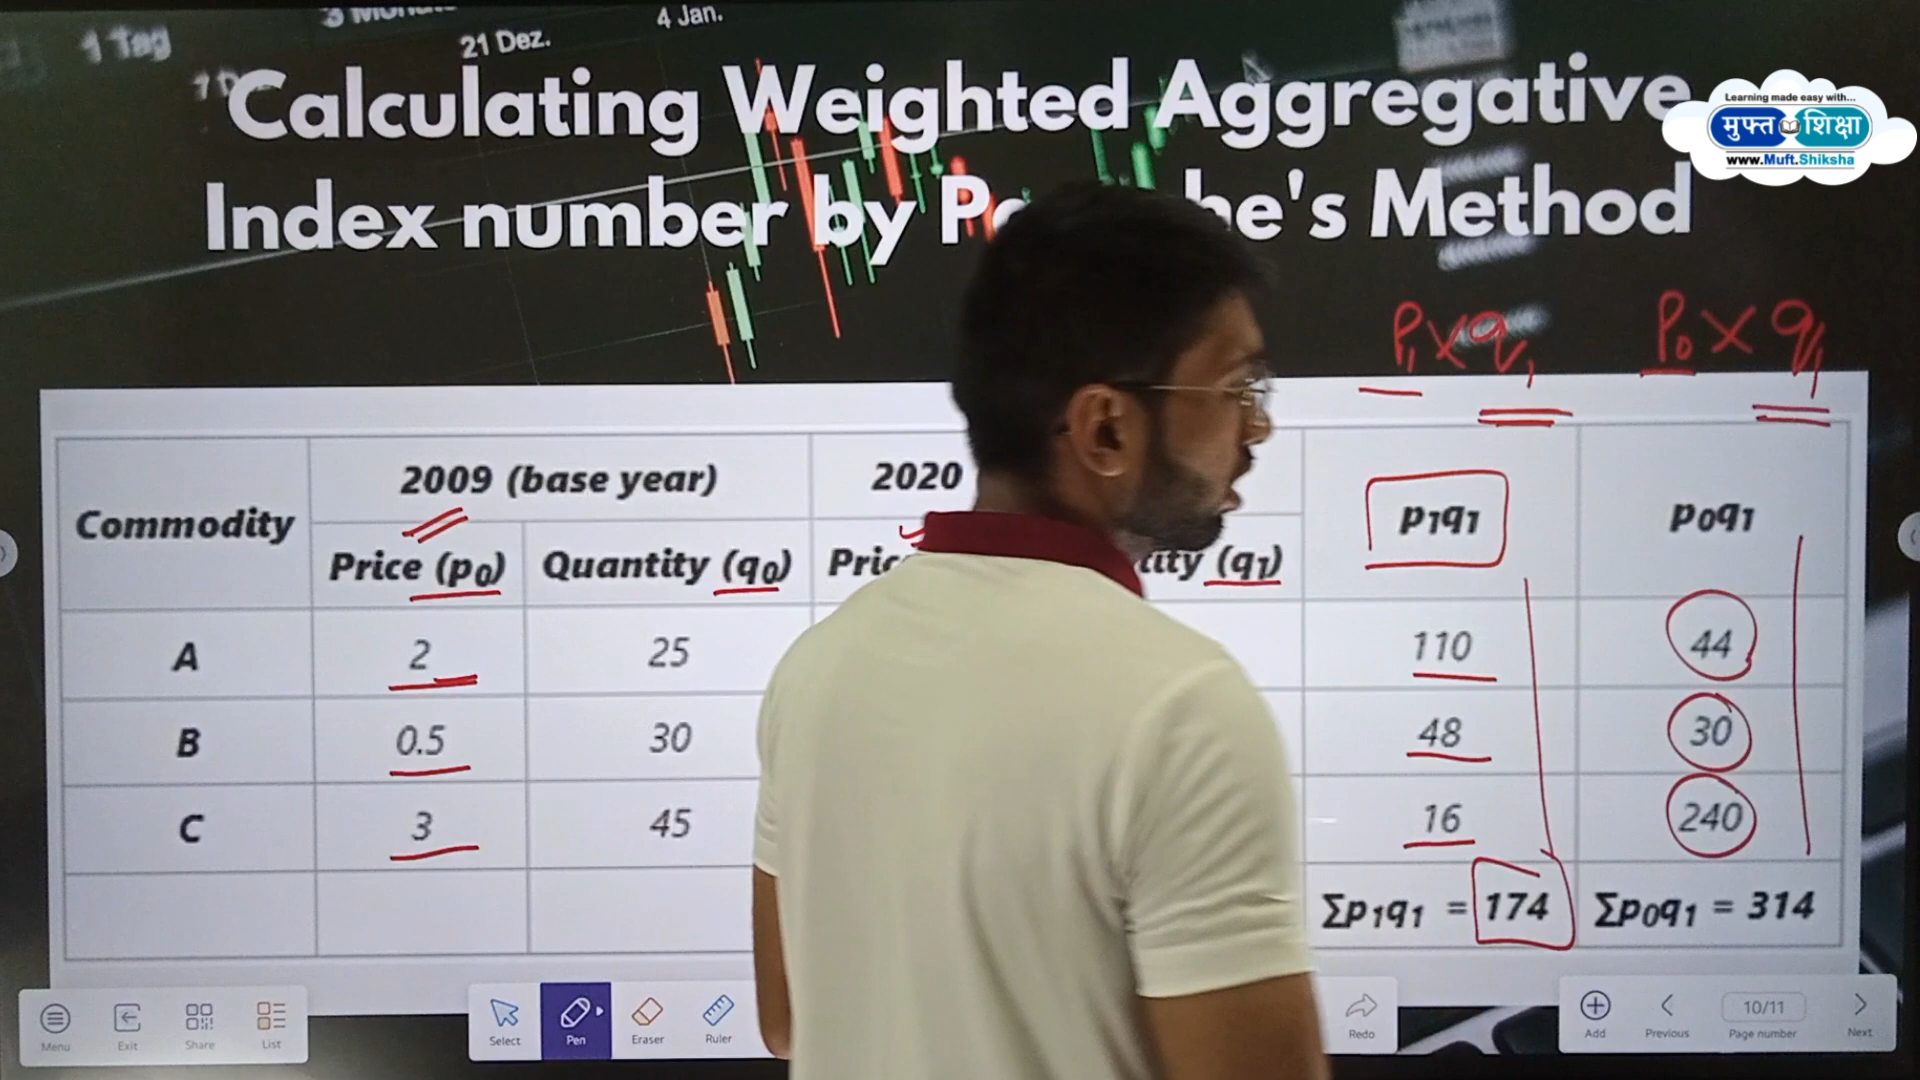 1 Tag
21 Dez.
4 Jan.
Calculating Weighted Aggregative
Index number by he's Method
Learning made easy with...
मुफ्त शिक्षा
www.Muft.Shiksha
P₁ × q₁
P₀ × q₁
Commodity
2009 (base year)
2020
p₁q₁
p₀q₁
Price (p₀)
Quantity (q₀)
(q₁)
A 2 25 110 44
B 0.5 30 48 30
C 3 45 16 240
Σp₁q₁ = 174
Σp₀q₁ = 314
Menu
Exit
Share
List
Select
Pen
Eraser
Ruler
Redo
Add
Previous
10/11
Page number
Next